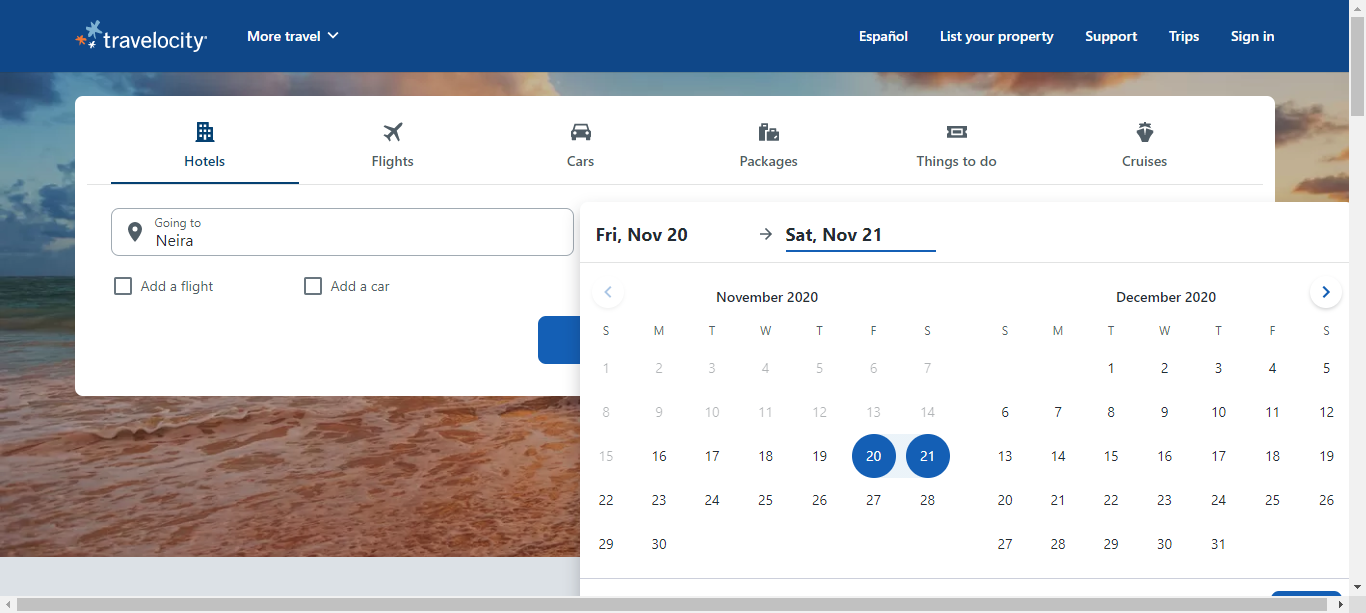 travelocity
More travel
Español
List your property
Support
Trips
Sign in
Hotels
Flights
Cars
Packages
Things to do
Cruises
Going to
Neira
Add a flight
Add a car
Fri, Nov 20
Sat, Nov 21
November 2020
S M T W T F S
1 2 3 4 5 6 7
8 9 10 11 12 13 14
15 16 17 18 19 20 21
22 23 24 25 26 27 28
29 30
December 2020
S M T W T F S
1 2 3 4 5
6 7 8 9 10 11 12
13 14 15 16 17 18 19
20 21 22 23 24 25 26
27 28 29 30 31